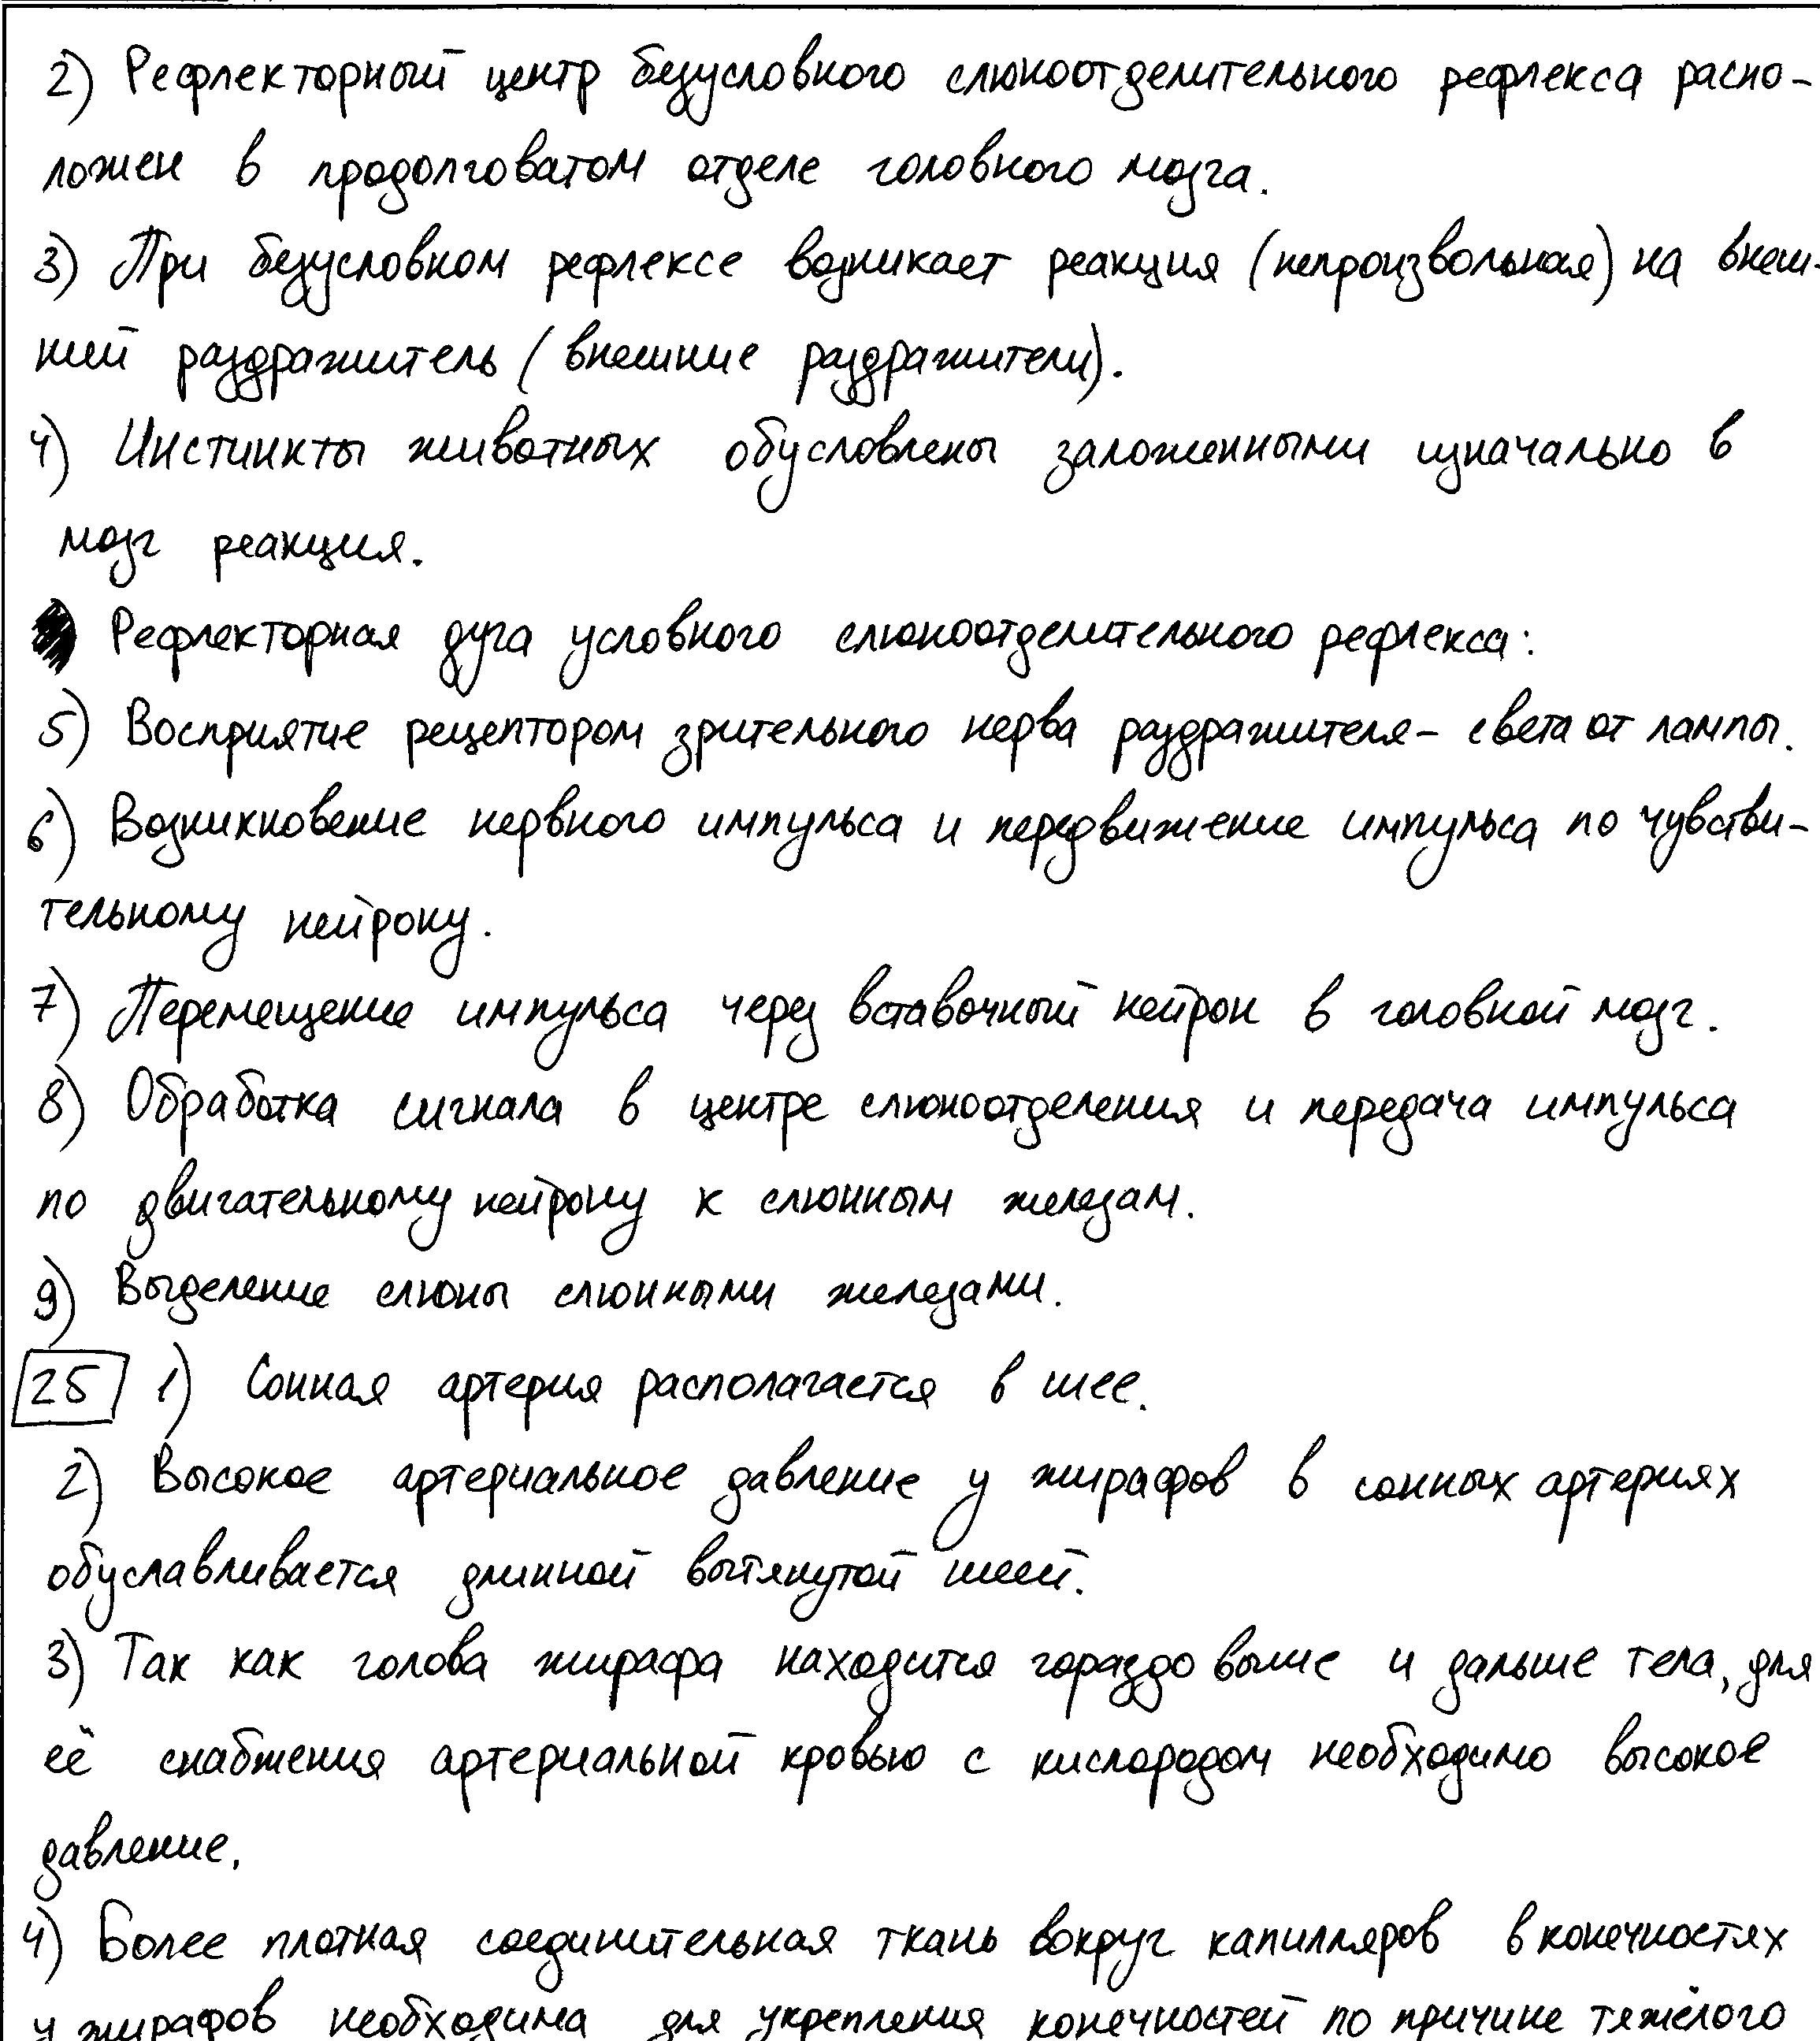 2) Рефлекторный центр безусловного слюноотделительного рефлекса распо-
ложен в продолговатом отделе головного мозга.
3) При безусловном рефлексе возникает реакция (непроизвольная) на внеш-
ний раздражитель (внешние раздражители).
4) Инстинкты животных обусловлены заложенными изначально в
мозг реакция.
Рефлекторная дуга условного слюноотделительного рефлекса:
5) Восприятие рецептором зрительного нерва раздражителя - света от лампы.
6) Возникновение нервного импульса и передвижение импульса по чувстви-
тельному нейрону.
7) Перемещение импульса через вставочный нейрон в головной мозг.
8) Обработка сигнала в центре слюноотделения и передача импульса
по двигательному нейрону к слюнным железам.
9) Выделение слюны слюнными железами.
25 1) Сонная артерия располагается в шее.
2) Высокое артериальное давление у жирафов в сонных артериях
обуславливается длинной вытянутой шеей.
3) Так как голова жирафа находится гораздо выше и дальше тела, для
её снабжения артериальной кровью с кислородом необходимо высокое
давление.
4) Более плотная соединительная ткань вокруг капилляров в конечностях
у жирафов необходима для укрепления конечностей по причине тяжёлого